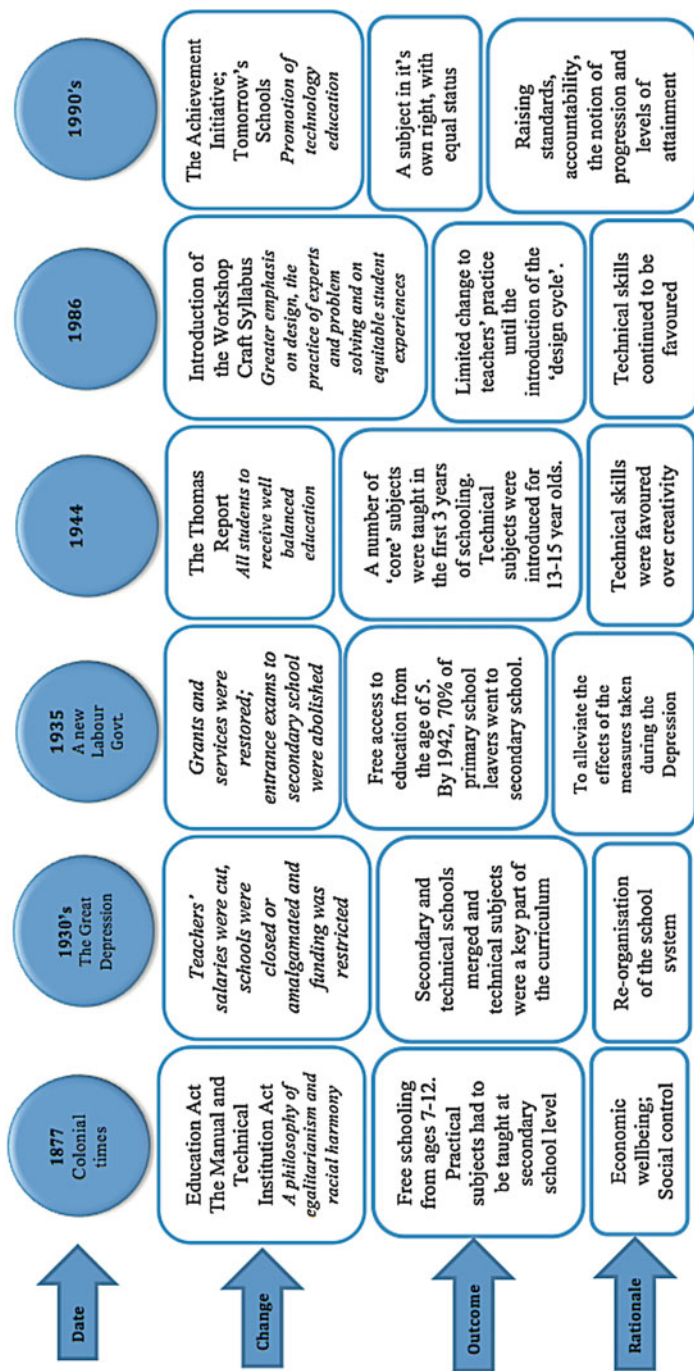 Date
1877
Colonial
times
1930's
The Great
Depression
1935
A new
Labour
Govt.
1944
1986
1990's
Change
Education Act
The Manual and
Technical
Institution Act
A philosophy of
egalitarianism and
racial harmony
Teachers'
salaries were cut,
schools were
closed or
amalgamated and
funding was
restricted
Grants and
services were
restored;
entrance exams to
secondary school
were abolished
The Thomas
Report
All students to
receive well
balanced
education
Introduction of
the Workshop
Craft Syllabus
Greater emphasis
on design, the
practice of experts
and problem
solving and on
equitable student
experiences
The Achievement
Initiative;
Tomorrow's
Schools
Promotion of
technology
education
Outcome
Free schooling
from ages 7-12.
Practical
subjects had to
be taught at
secondary
school level
Secondary and
technical schools
merged and
technical subjects
were a key part of
the curriculum
Free access to
education from
the age of 5.
By 1942, 70% of
primary school
leavers went to
secondary school.
A number of
‘core’ subjects
were taught in
the first 3 years
of schooling.
Technical
subjects were
introduced for
13-15 year olds.
Limited change to
teachers’ practice
until the
introduction of the
‘design cycle’.
A subject in it’s
own right, with
equal status
Rationale
Economic
wellbeing;
Social control
Re-organisation
of the school
system
To alleviate the
effects of the
measures taken
during the
Depression
Technical skills
were favoured
over creativity
Technical skills
continued to be
favoured
Raising
standards,
accountability,
the notion of
progression and
levels of
attainment